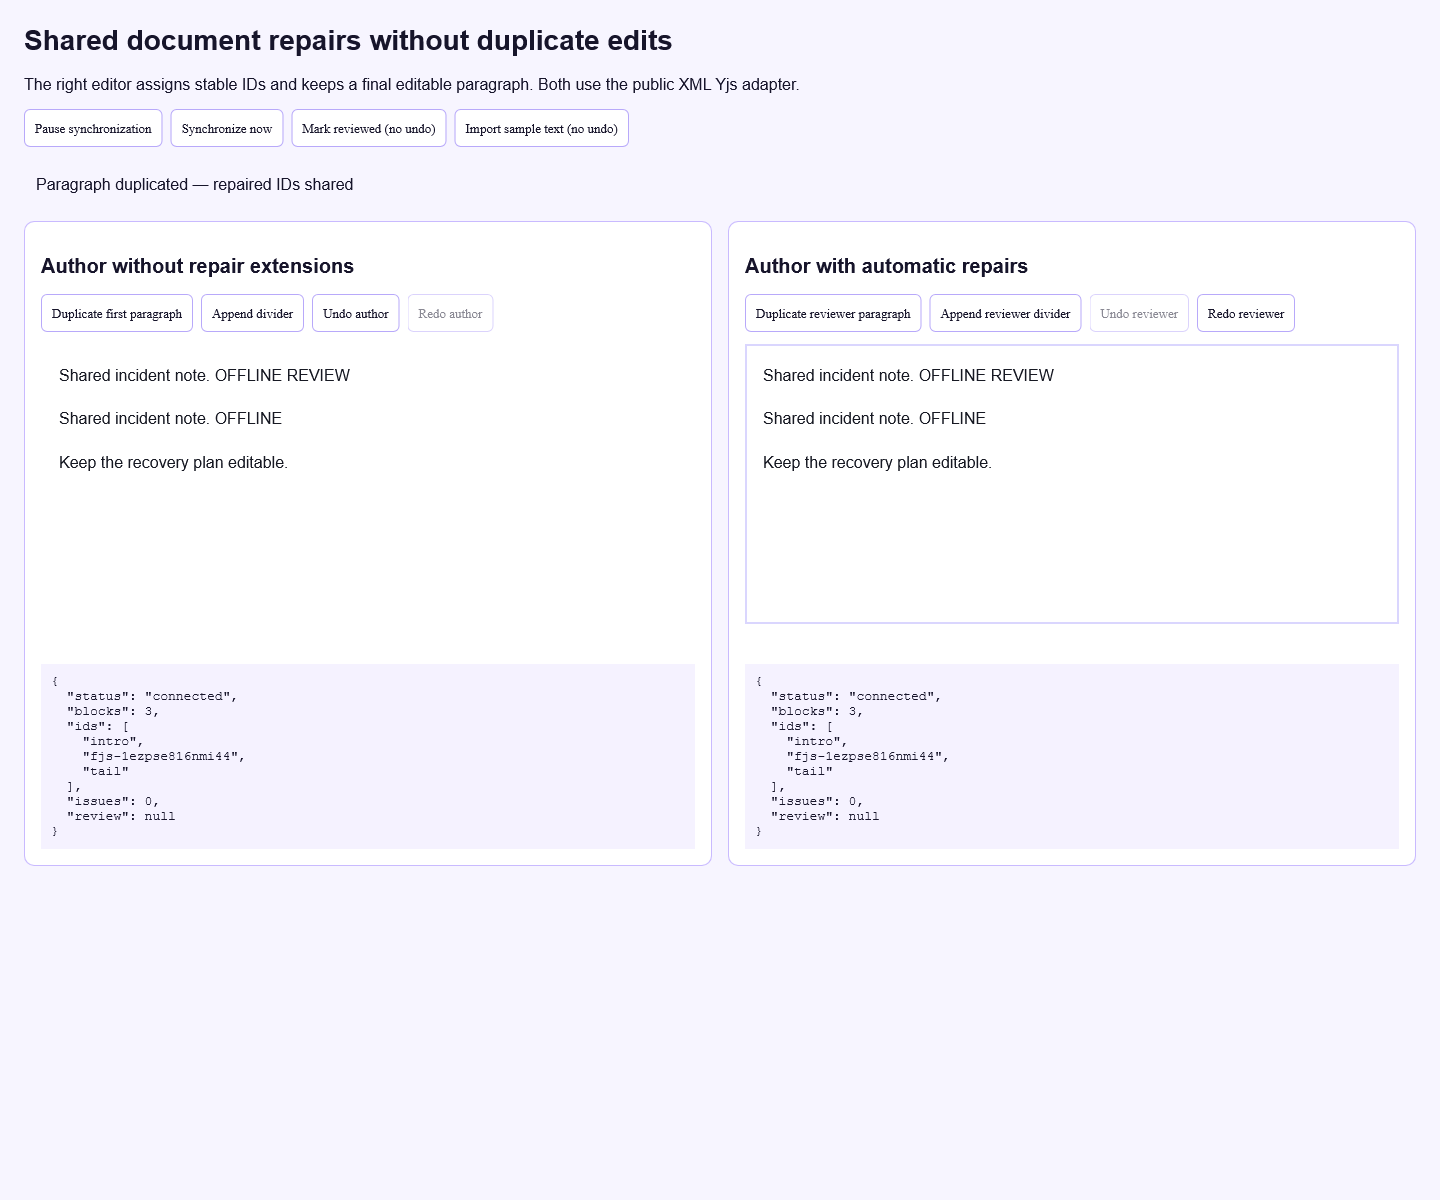 Shared document repairs without duplicate edits
The right editor assigns stable IDs and keeps a final editable paragraph. Both use the public XML Yjs adapter.
Pause synchronization
Synchronize now
Mark reviewed (no undo)
Import sample text (no undo)
Paragraph duplicated — repaired IDs shared
Author without repair extensions
Duplicate first paragraph
Append divider
Undo author
Redo author
Shared incident note. OFFLINE REVIEW
Shared incident note. OFFLINE
Keep the recovery plan editable.
{
  "status": "connected",
  "blocks": 3,
  "ids": [
    "intro",
    "fjs-1ezpse816nmi44",
    "tail"
  ],
  "issues": 0,
  "review": null
}
Author with automatic repairs
Duplicate reviewer paragraph
Append reviewer divider
Undo reviewer
Redo reviewer
Shared incident note. OFFLINE REVIEW
Shared incident note. OFFLINE
Keep the recovery plan editable.
{
  "status": "connected",
  "blocks": 3,
  "ids": [
    "intro",
    "fjs-1ezpse816nmi44",
    "tail"
  ],
  "issues": 0,
  "review": null
}